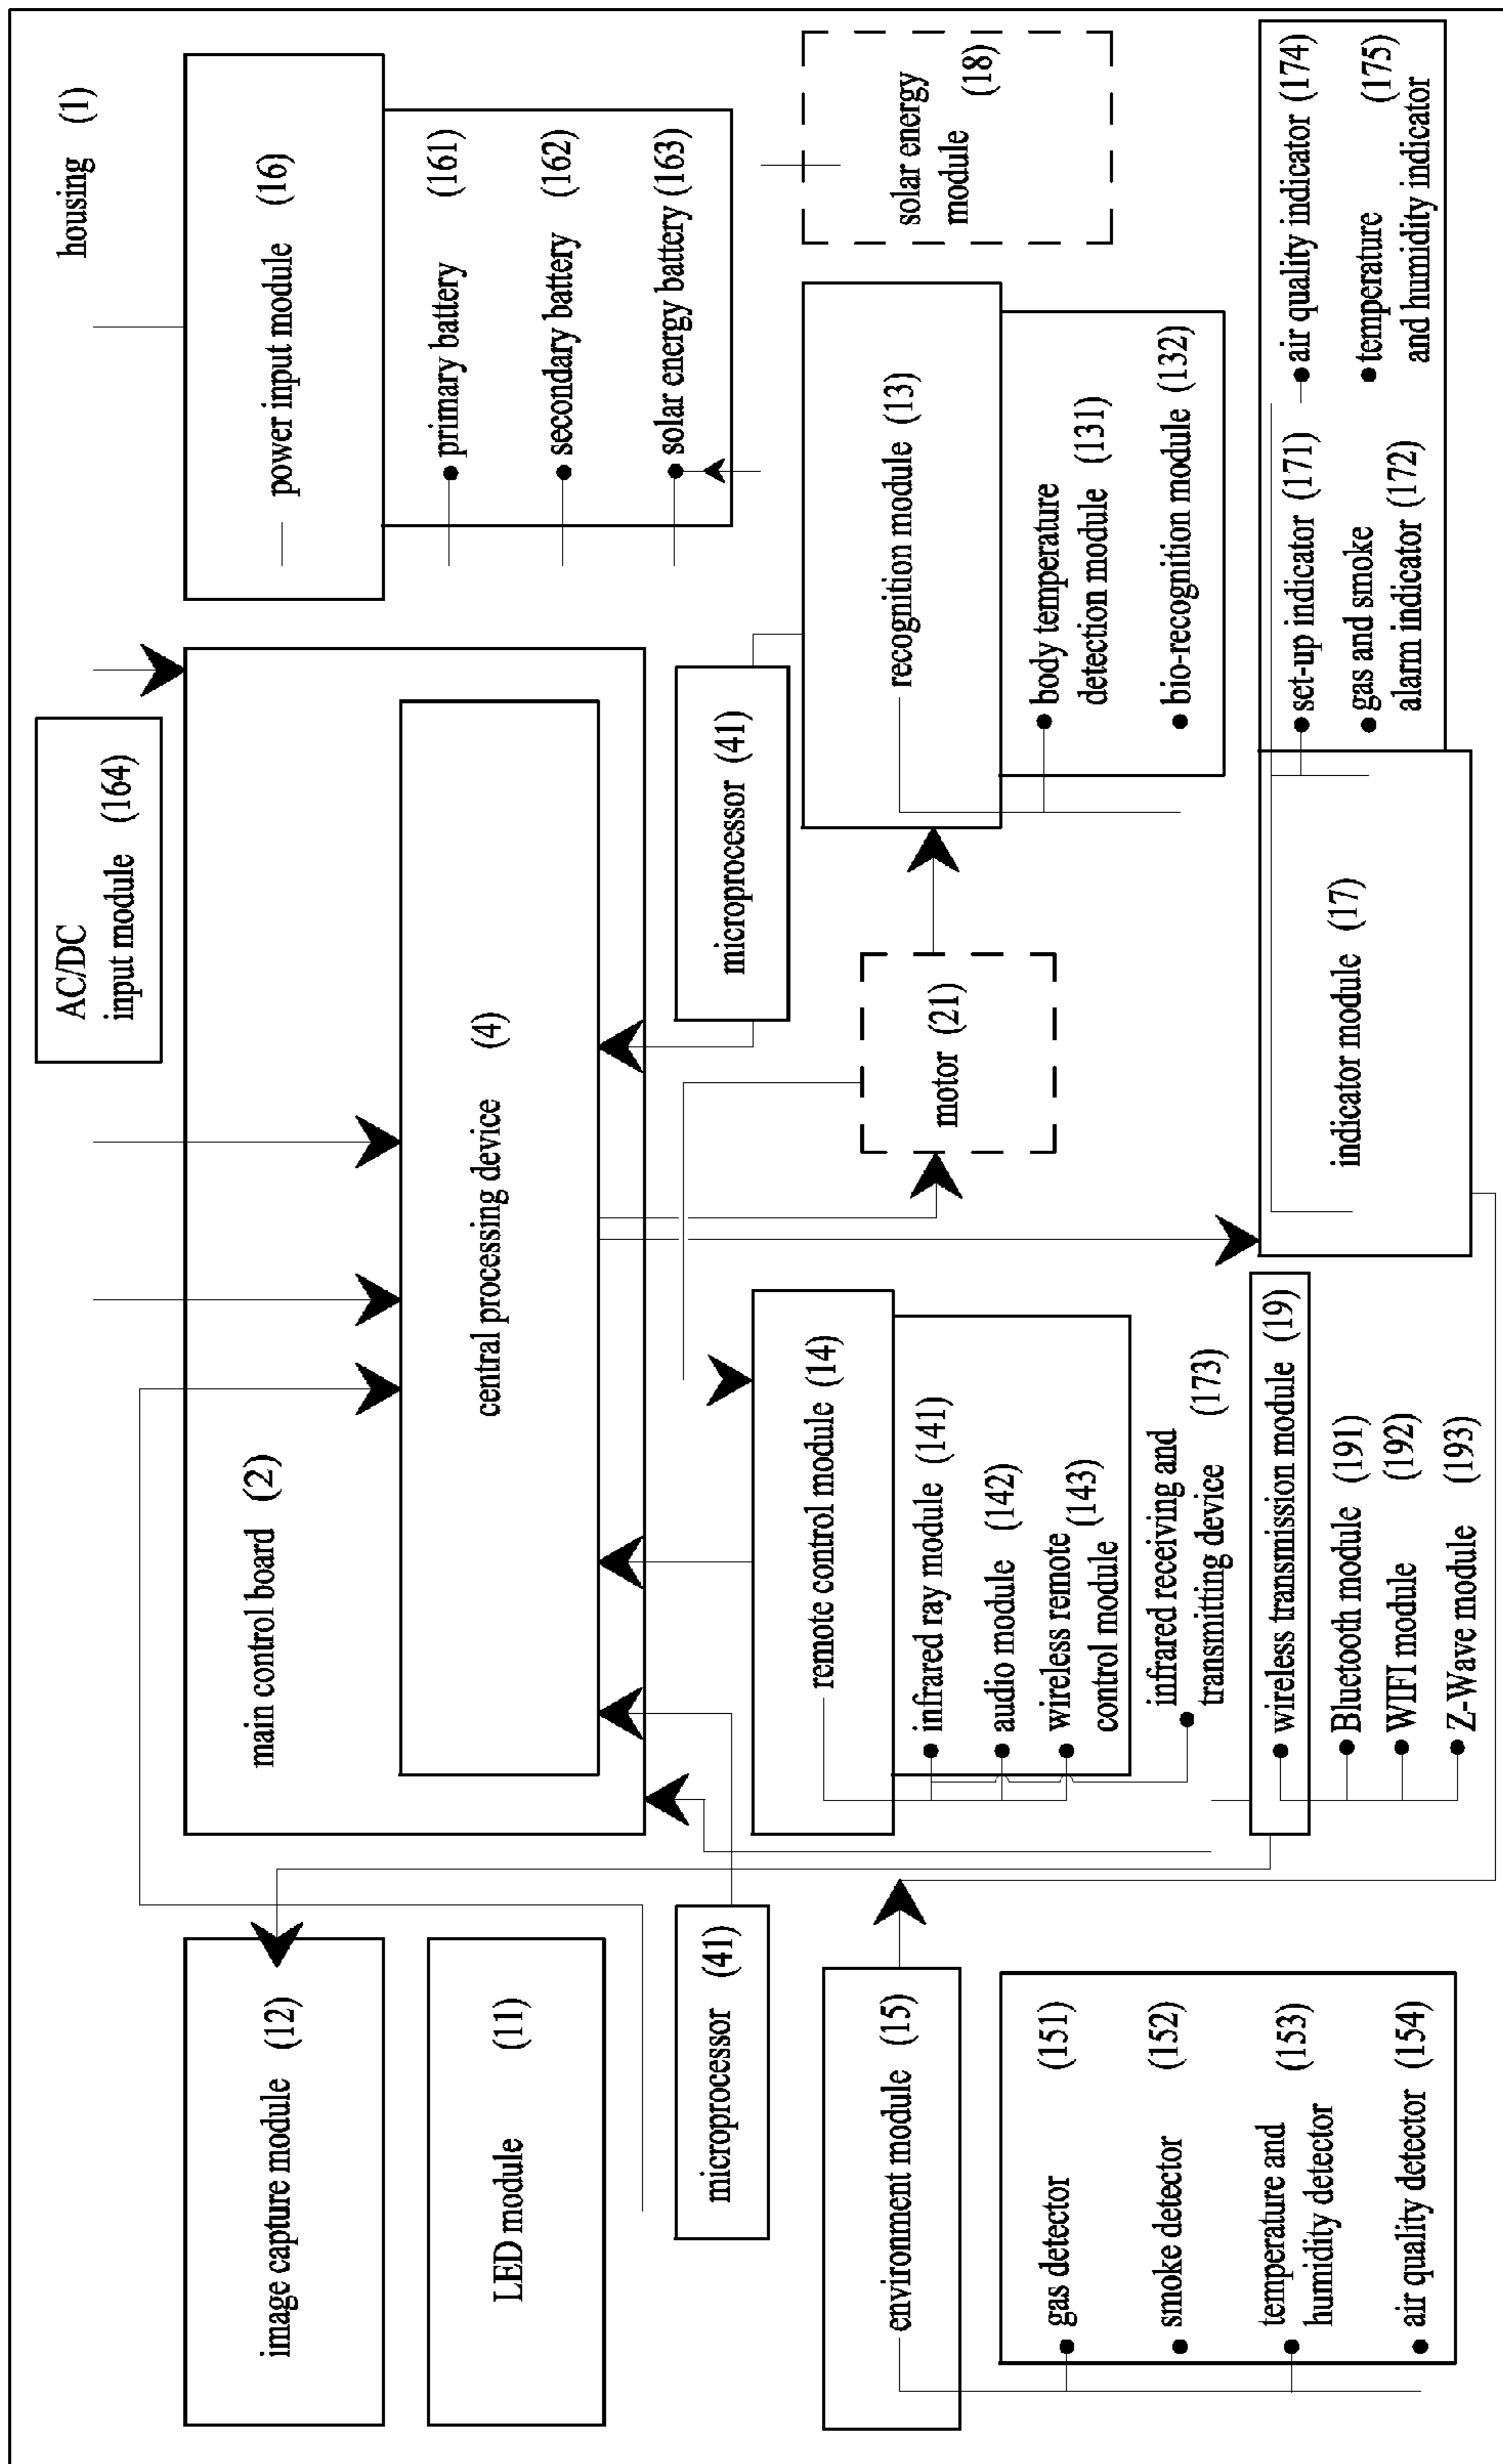 housing (1)
AC/DC
input module (164)
image capture module (12)
LED module (11)
main control board (2)
central processing device (4)
power input module (16)
primary battery (161)
secondary battery (162)
solar energy battery (163)
microprocessor (41)
microprocessor (41)
environment module (15)
gas detector (151)
smoke detector (152)
temperature and
humidity detector (153)
air quality detector (154)
remote control module (14)
infrared ray module (141)
audio module (142)
wireless remote
control module (143)
infrared receiving and
transmitting device (173)
wireless transmission module (19)
Bluetooth module (191)
WIFI module (192)
Z-Wave module (193)
motor (21)
recognition module (13)
body temperature
detection module (131)
bio-recognition module (132)
solar energy
module (18)
indicator module (17)
set-up indicator (171)
gas and smoke
alarm indicator (172)
air quality indicator (174)
temperature (175)
and humidity indicator